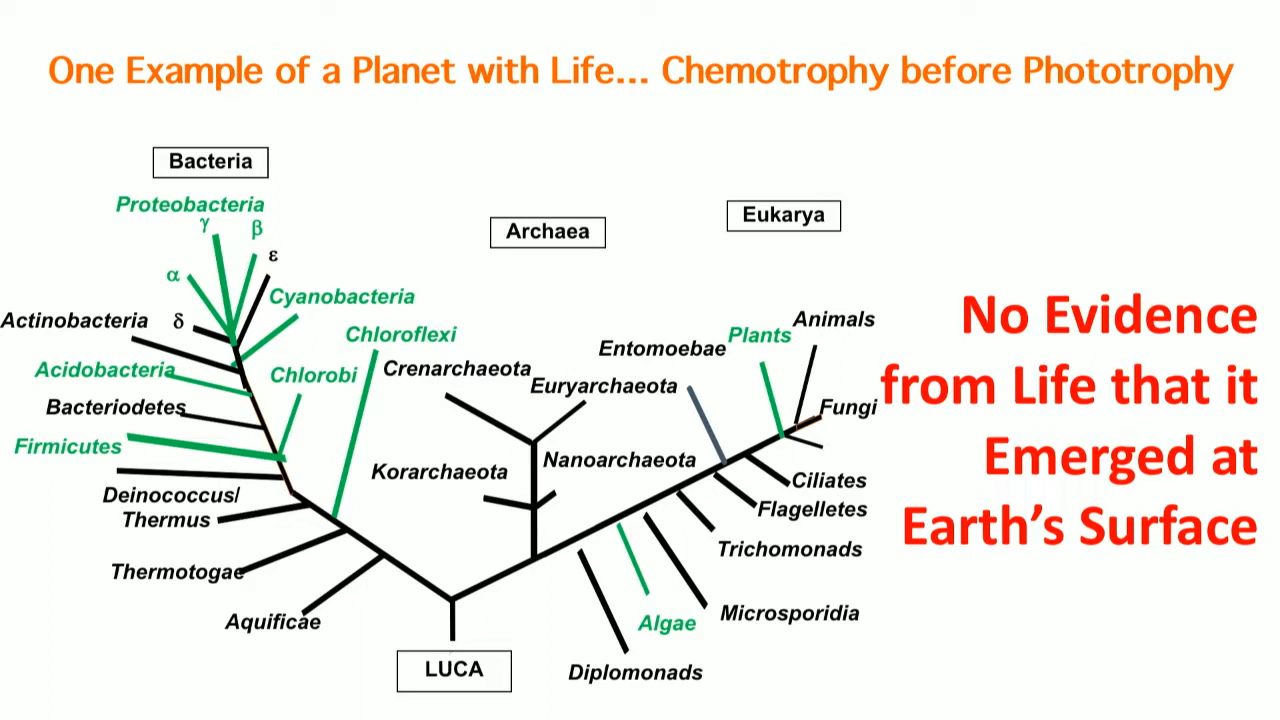 One Example of a Planet with Life... Chemotrophy before Phototrophy
Bacteria
Proteobacteria
γ
β
ε
α
δ
Actinobacteria
Cyanobacteria
Acidobacteria
Chloroflexi
Chlorobi
Bacteriodetes
Firmicutes
Deinococcus/
Thermus
Thermotogae
Aquificae
LUCA
Archaea
Crenarchaeota
Euryarchaeota
Korarchaeota
Nanoarchaeota
Eukarya
Entomoebae
Plants
Animals
Fungi
Ciliates
Flagelletes
Trichomonads
Microsporidia
Algae
Diplomonads
No Evidence
from Life that it
Emerged at
Earth's Surface